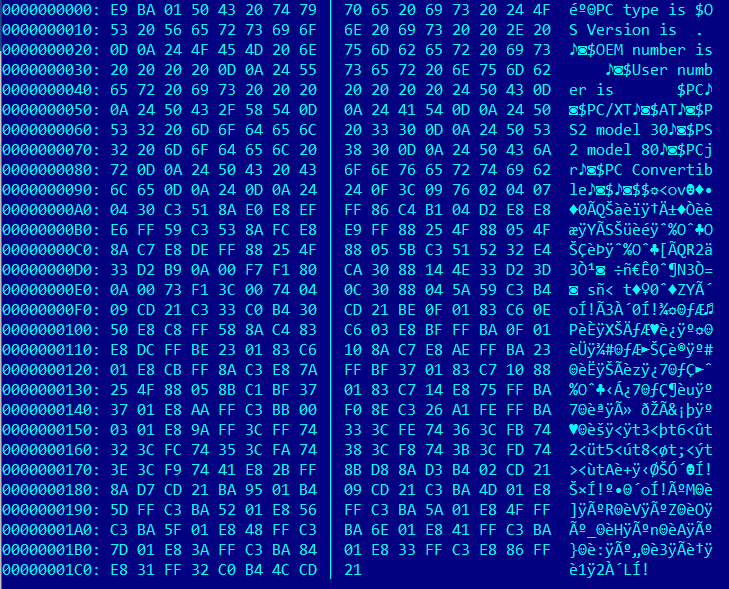 0000000000: E9 BA 01 50 43 20 74 79 │ 70 65 20 69 73 20 24 4F éº☺PC type is $O
0000000010: 53 20 56 65 72 73 69 6F │ 6E 20 69 73 20 20 2E 20 S Version is  .
0000000020: 0D 0A 24 4F 45 4D 20 6E │ 75 6D 62 65 72 20 69 73 ♪◙$OEM number is
0000000030: 20 20 20 20 0D 0A 24 55 │ 73 65 72 20 6E 75 6D 62     ♪◙$User numb
0000000040: 65 72 20 69 73 20 20 20 │ 20 20 20 20 24 50 43 0D er is       $PC♪
0000000050: 0A 24 50 43 2F 58 54 0D │ 0A 24 41 54 0D 0A 24 50 ◙$PC/XT♪◙$AT♪◙$P
0000000060: 53 32 20 6D 6F 64 65 6C │ 20 33 30 0D 0A 24 50 53 S2 model 30♪◙$PS
0000000070: 32 20 6D 6F 64 65 6C 20 │ 38 30 0D 0A 24 50 43 6A 2 model 80♪◙$PCj
0000000080: 72 0D 0A 24 50 43 20 43 │ 6F 6E 76 65 72 74 69 62 r♪◙$PC Convertib
0000000090: 6C 65 0D 0A 24 0D 0A 24 │ 24 0F 3C 09 76 02 04 07 le♪◙$♪◙$$☼<○v☻♦•
00000000A0: 04 30 C3 51 8A E0 E8 EF │ FF 86 C4 B1 04 D2 E8 E8 ♦0ÃQŠàèïÿ†Ä±♦Òèè
00000000B0: E6 FF 59 C3 53 8A FC E8 │ E9 FF 88 25 4F 88 05 4F æÿYÃSŠüèéÿˆ%Oˆ♣O
00000000C0: 8A C7 E8 DE FF 88 25 4F │ 88 05 5B C3 51 52 32 E4 ŠÇèÞÿˆ%Oˆ♣[ÃQR2ä
00000000D0: 33 D2 B9 0A 00 F7 F1 80 │ CA 30 88 14 4E 33 D2 3D 3Ò¹◙ ÷ñ€Ê0ˆ¶N3Ò=
00000000E0: 0A 00 73 F1 3C 00 74 04 │ 0C 30 88 04 5A 59 C3 B4 ◙ sñ< t♦♀0ˆ♦ZYÃ´
00000000F0: 09 CD 21 C3 33 C0 B4 30 │ CD 21 BE 0F 01 83 C6 0E ○Í!Ã3À´0Í!¾☼☺ƒÆ♫
0000000100: 50 E8 C8 FF 58 8A C4 83 │ C6 03 E8 BF FF BA 0F 01 PèÈÿXŠÄƒÆ♥è¿ÿº☼☺
0000000110: E8 DC FF BE 23 01 83 C6 │ 10 8A C7 E8 AE FF BA 23 èÜÿ¾#☺ƒÆ►ŠÇè®ÿº#
0000000120: 01 E8 CB FF 8A C3 E8 7A │ FF BF 37 01 83 C7 10 88 ☺èËÿŠÃèzÿ¿7☺ƒÇ►ˆ
0000000130: 25 4F 88 05 8B C1 BF 37 │ 01 83 C7 14 E8 75 FF BA %Oˆ♣‹Á¿7☺ƒÇ¶èuÿº
0000000140: 37 01 E8 AA FF C3 BB 00 │ F0 8E C3 26 A1 FE FF BA 7☺èªÿÃ» ðŽÃ&¡þÿº
0000000150: 03 01 E8 9A FF 3C FF 74 │ 33 3C FE 74 36 3C FB 74 ♥☺èšÿ<ÿt3<þt6<ût
0000000160: 32 3C FC 74 35 3C FA 74 │ 38 3C F8 74 3B 3C FD 74 2<üt5<út8<øt;<ýt
0000000170: 3E 3C F9 74 41 E8 2B FF │ 8B D8 8A D3 B4 02 CD 21 ><ùtAè+ÿ‹ØŠÓ´☻Í!
0000000180: 8A D7 CD 21 BA 95 01 B4 │ 09 CD 21 C3 BA 4D 01 E8 Š×Í!º•☺´○Í!ÃºM☺è
0000000190: 5D FF C3 BA 52 01 E8 56 │ FF C3 BA 5A 01 E8 4F FF ]ÿÃºR☺èVÿÃºZ☺èOÿ
00000001A0: C3 BA 5F 01 E8 48 FF C3 │ BA 6E 01 E8 41 FF C3 BA Ãº_☺èHÿÃºn☺èAÿÃº
00000001B0: 7D 01 E8 3A FF C3 BA 84 │ 01 E8 33 FF C3 E8 86 FF }☺è:ÿÃº„☺è3ÿÃè†ÿ
00000001C0: E8 31 FF 32 C0 B4 4C CD │ 21 è1ÿ2À´LÍ!